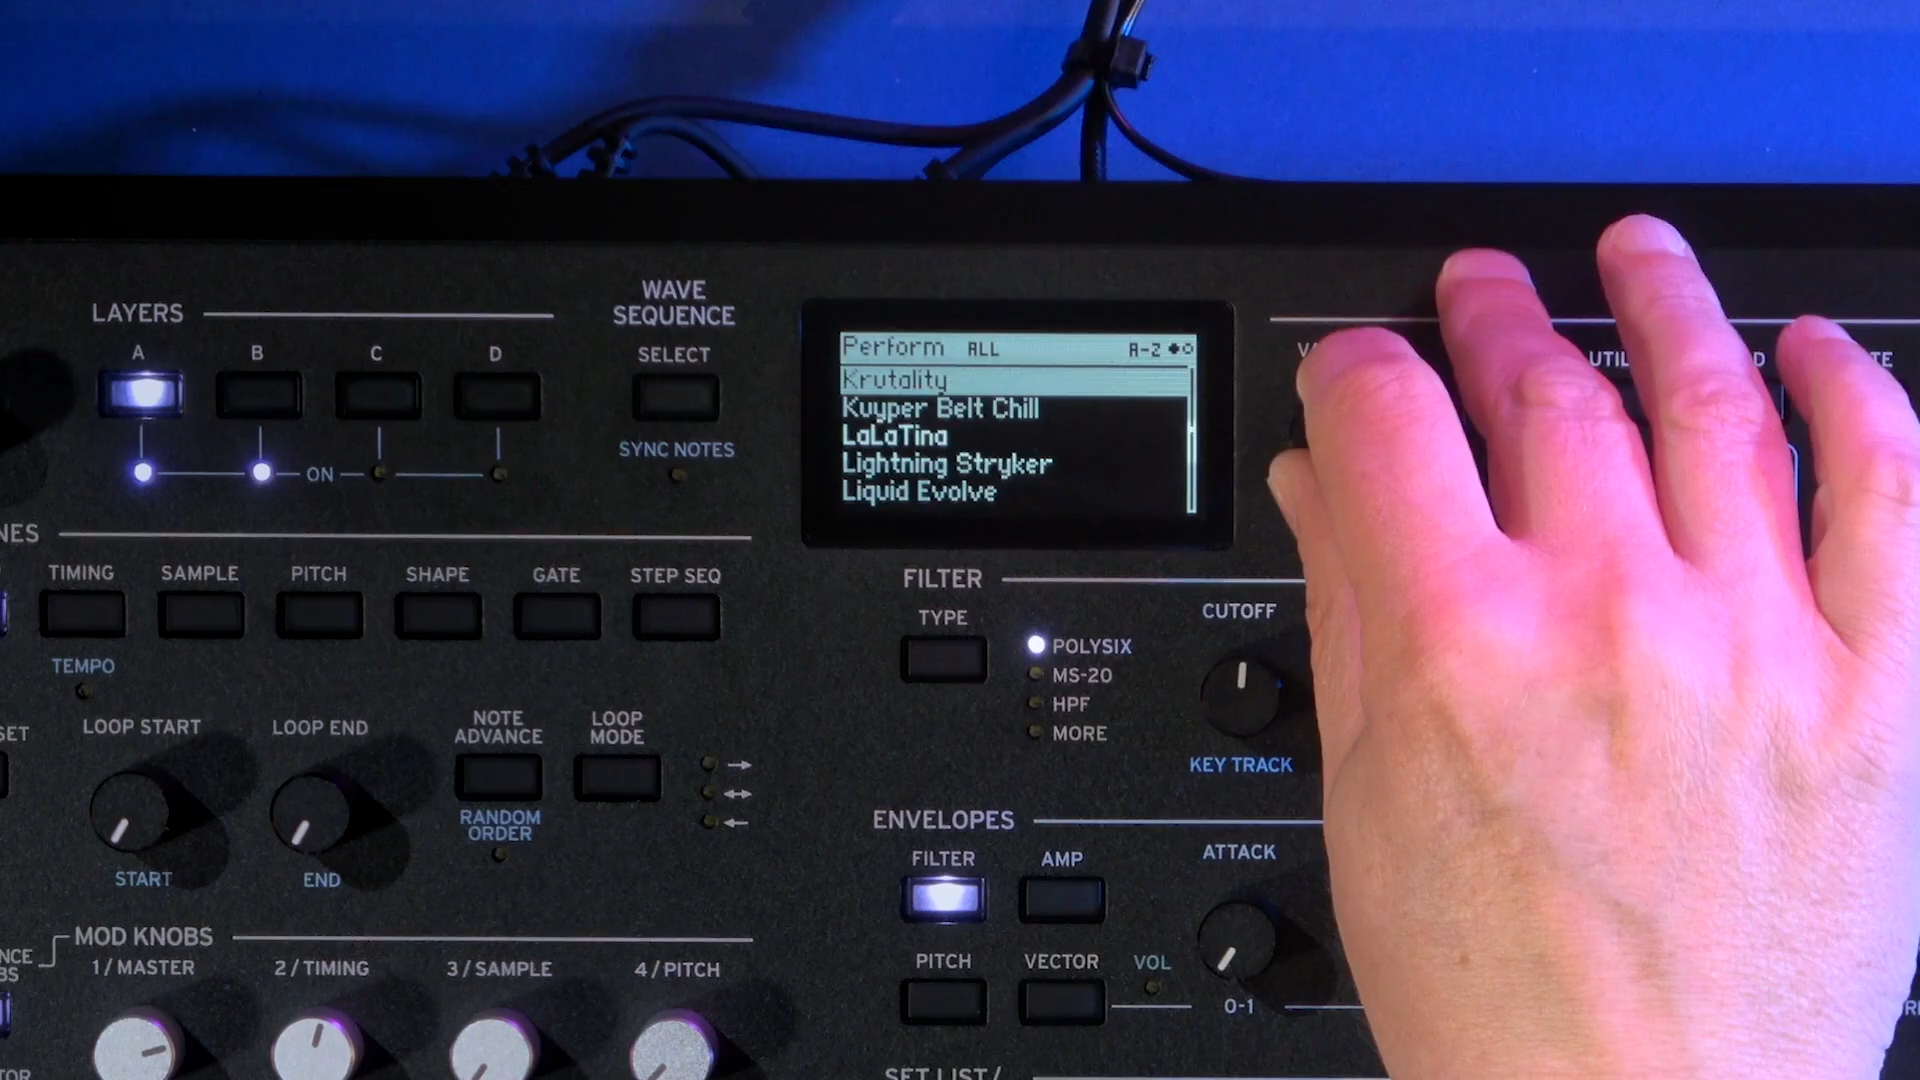 LAYERS
A B C D
ON
WAVE
SEQUENCE
SELECT
SYNC NOTES
Perform ALL A-Z
Krutality
Kuyper Belt Chill
LaLaTina
Lightning Stryker
Liquid Evolve
TIMING SAMPLE PITCH SHAPE GATE STEP SEQ
TEMPO
LOOP START LOOP END
NOTE
ADVANCE
LOOP
MODE
RANDOM
ORDER
START END
FILTER
TYPE
POLYSIX
MS-20
HPF
MORE
CUTOFF
KEY TRACK
ENVELOPES
FILTER AMP ATTACK
PITCH VECTOR VOL
0-1
MOD KNOBS
1/MASTER 2/TIMING 3/SAMPLE 4/PITCH
SET LIST/